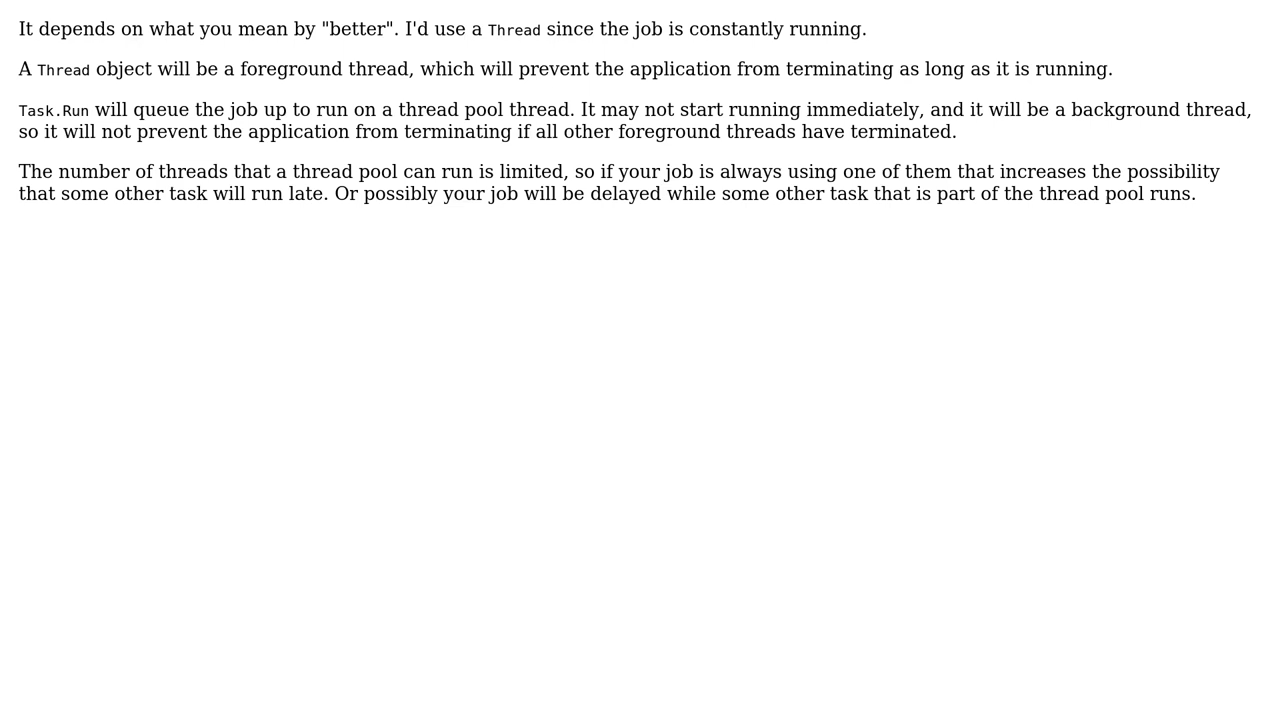 It depends on what you mean by "better". I'd use a Thread since the job is constantly running.
A Thread object will be a foreground thread, which will prevent the application from terminating as long as it is running.
Task.Run will queue the job up to run on a thread pool thread. It may not start running immediately, and it will be a background thread,
so it will not prevent the application from terminating if all other foreground threads have terminated.
The number of threads that a thread pool can run is limited, so if your job is always using one of them that increases the possibility
that some other task will run late. Or possibly your job will be delayed while some other task that is part of the thread pool runs.